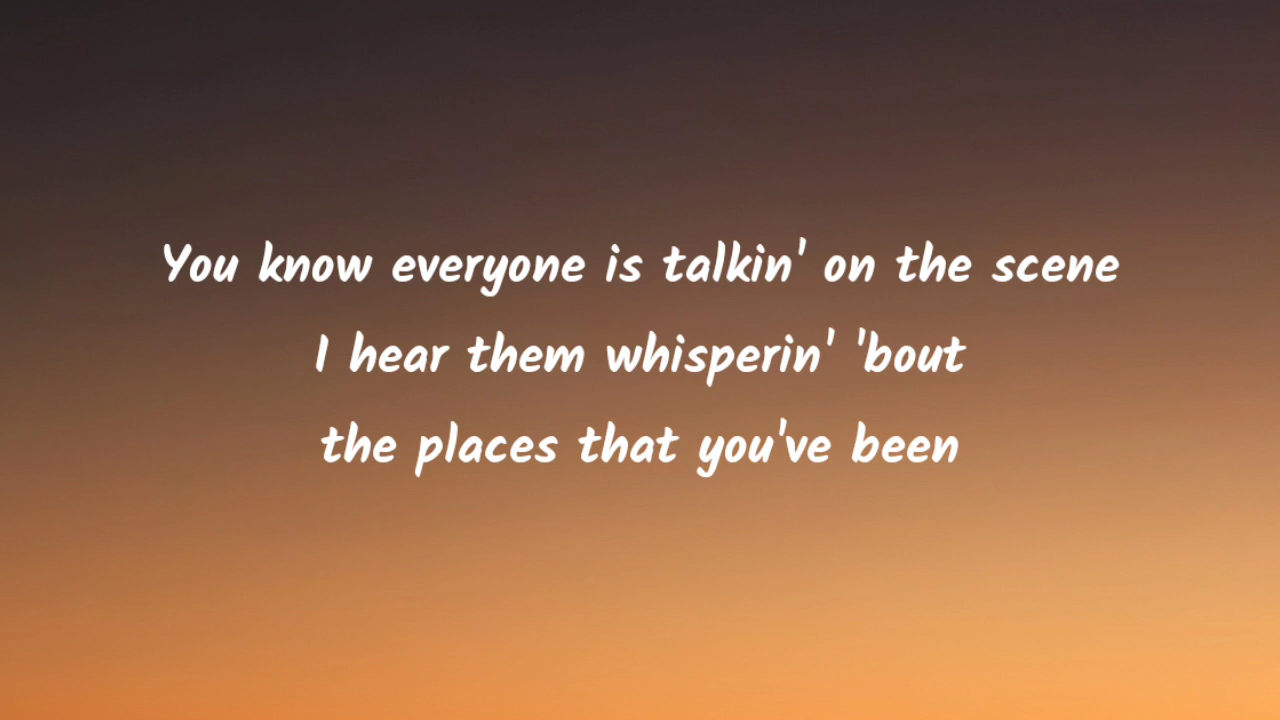 You know everyone is talkin' on the scene
I hear them whisperin' 'bout
the places that you've been